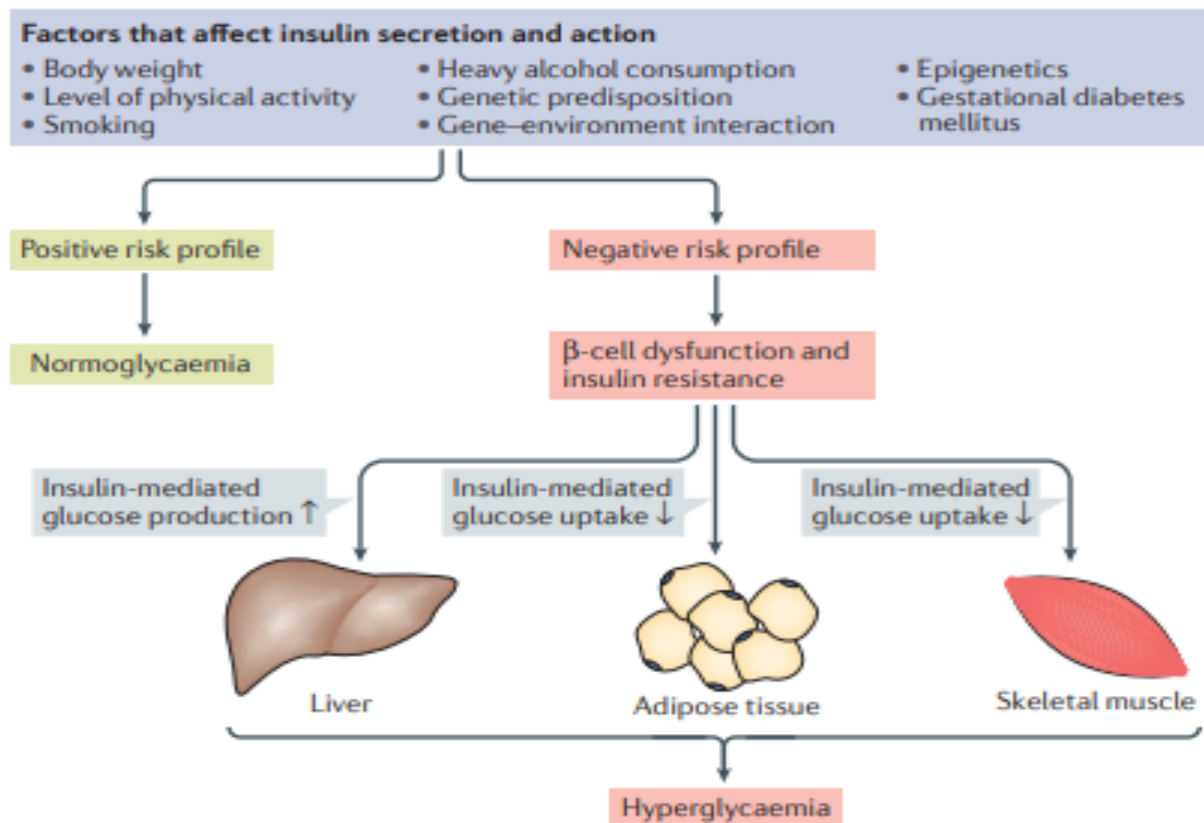 Factors that affect insulin secretion and action
• Body weight
• Level of physical activity
• Smoking
• Heavy alcohol consumption
• Genetic predisposition
• Gene–environment interaction
• Epigenetics
• Gestational diabetes
mellitus
Positive risk profile
Negative risk profile
Normoglycaemia
β-cell dysfunction and
insulin resistance
Insulin-mediated
glucose production ↑
Insulin-mediated
glucose uptake ↓
Insulin-mediated
glucose uptake ↓
Liver
Adipose tissue
Skeletal muscle
Hyperglycaemia